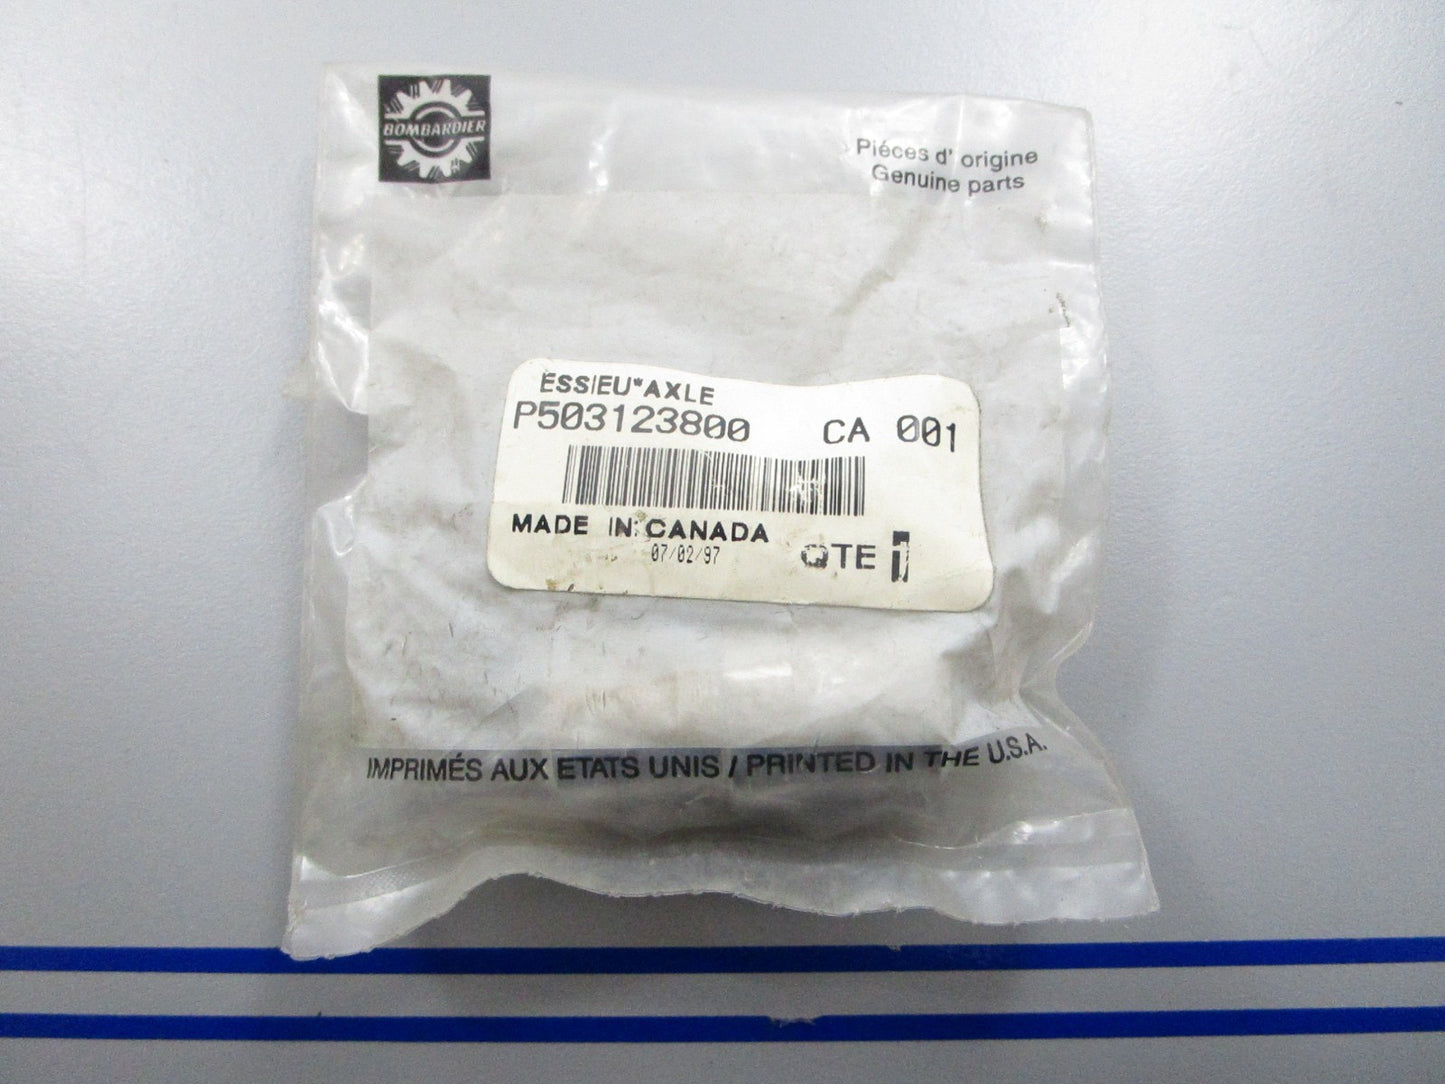 BOMBARDIER
Piéces d' origine
Genuine parts
ESSIEU*AXLE
P503123800 CA 001
MADE IN CANADA
07/02/97
QTE 1
IMPRIMÉS AUX ETATS UNIS / PRINTED IN THE U.S.A.